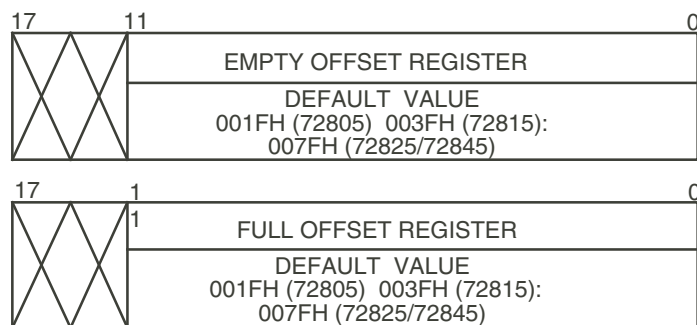 17 11 0
EMPTY OFFSET REGISTER
DEFAULT VALUE
001FH (72805) 003FH (72815):
007FH (72825/72845)
17 1 0
1
FULL OFFSET REGISTER
DEFAULT VALUE
001FH (72805) 003FH (72815):
007FH (72825/72845)